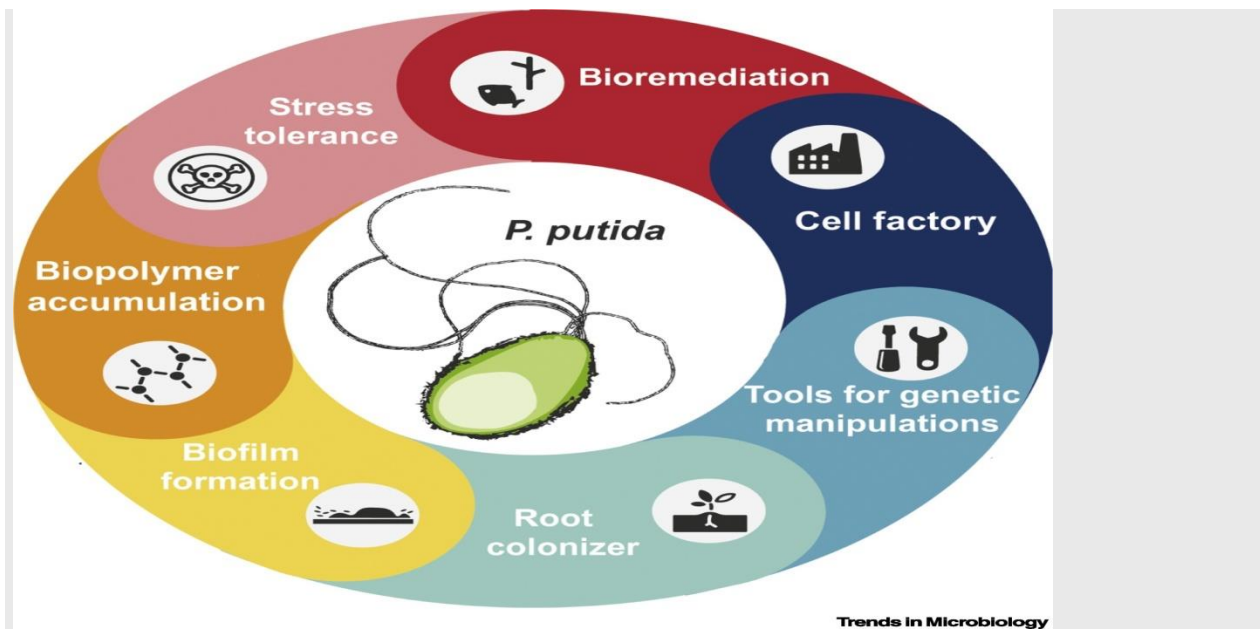 Bioremediation
Stress
tolerance
Cell factory
P. putida
Biopolymer
accumulation
Tools for genetic
manipulations
Biofilm
formation
Root
colonizer
Trends in Microbiology